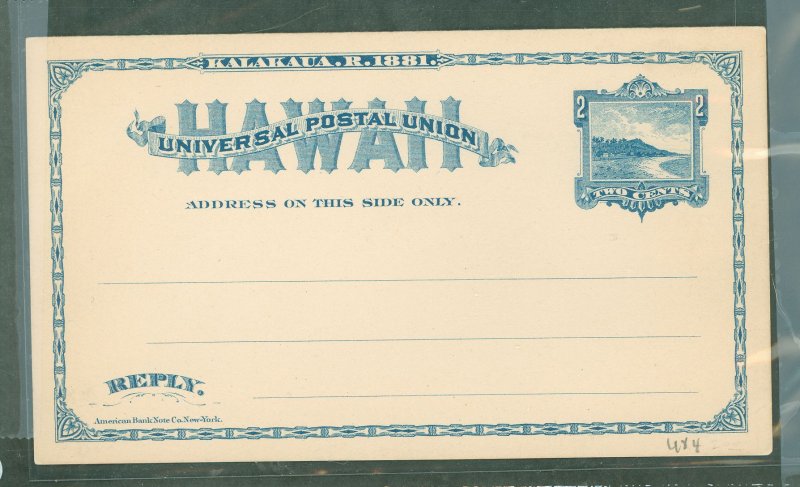 KALAKAUA.R.1881.
HAWAII
UNIVERSAL POSTAL UNION
2 2
TWO CENTS
ADDRESS ON THIS SIDE ONLY.
REPLY.
American Bank Note Co. New-York.